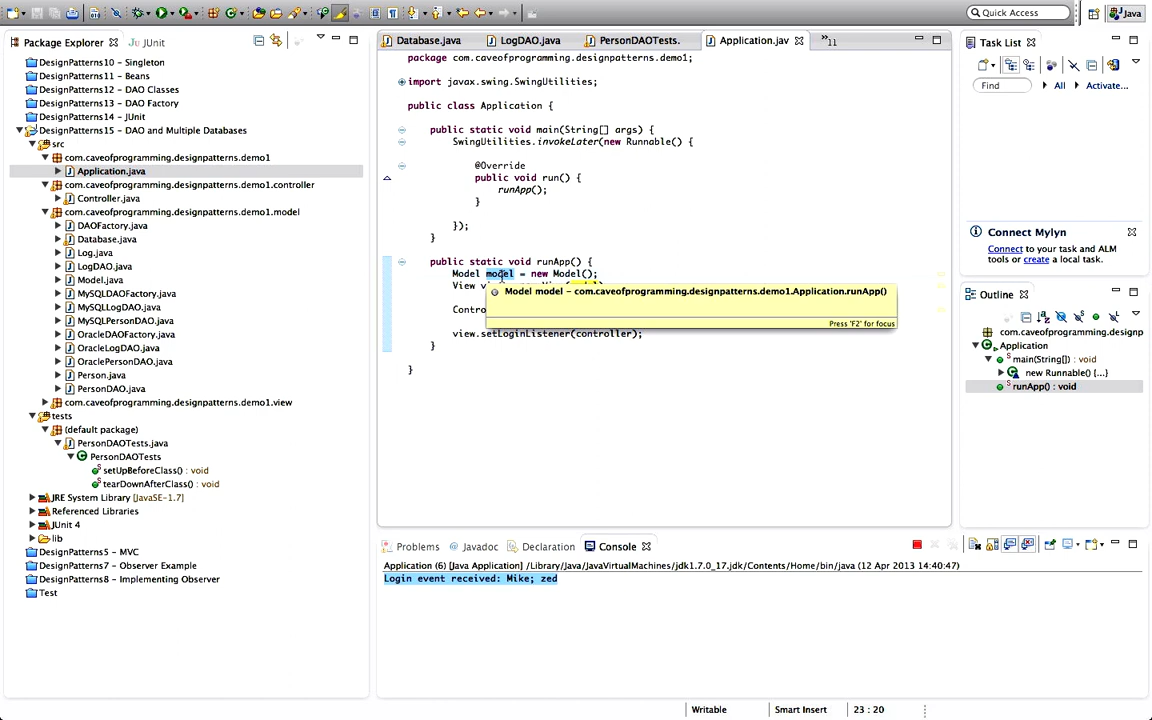 Quick Access
Java
Package Explorer
JUnit
DesignPatterns10 - Singleton
DesignPatterns11 - Beans
DesignPatterns12 - DAO Classes
DesignPatterns13 - DAO Factory
DesignPatterns14 - JUnit
DesignPatterns15 - DAO and Multiple Databases
src
com.caveofprogramming.designpatterns.demo1
Application.java
com.caveofprogramming.designpatterns.demo1.controller
Controller.java
com.caveofprogramming.designpatterns.demo1.model
DAOFactory.java
Database.java
Log.java
LogDAO.java
Model.java
MySQLDAOFactory.java
MySQLLogDAO.java
MySQLPersonDAO.java
OracleDAOFactory.java
OracleLogDAO.java
OraclePersonDAO.java
Person.java
PersonDAO.java
com.caveofprogramming.designpatterns.demo1.view
tests
(default package)
PersonDAOTests.java
PersonDAOTests
setUpBeforeClass() : void
tearDownAfterClass() : void
JRE System Library [JavaSE-1.7]
Referenced Libraries
JUnit 4
lib
DesignPatterns5 - MVC
DesignPatterns7 - Observer Example
DesignPatterns8 - Implementing Observer
Test
Database.java
LogDAO.java
PersonDAOTests.
Application.jav
»11
package com.caveofprogramming.designpatterns.demo1;
import javax.swing.SwingUtilities;
public class Application {
public static void main(String[] args) {
SwingUtilities.invokeLater(new Runnable() {
@Override
public void run() {
runApp();
}
});
}
public static void runApp() {
Model model = new Model();
View vi
Model model - com.caveofprogramming.designpatterns.demo1.Application.runApp()
Contro
Press 'F2' for focus
view.setLoginListener(controller);
}
}
Problems
Javadoc
Declaration
Console
Application (6) [Java Application] /Library/Java/JavaVirtualMachines/jdk1.7.0_17.jdk/Contents/Home/bin/java (12 Apr 2013 14:40:47)
Login event received: Mike; zed
Task List
Find
All
Activate...
Connect Mylyn
Connect to your task and ALM
tools or create a local task.
Outline
com.caveofprogramming.designp
Application
main(String[]) : void
new Runnable() {...}
runApp() : void
Writable
Smart Insert
23 : 20